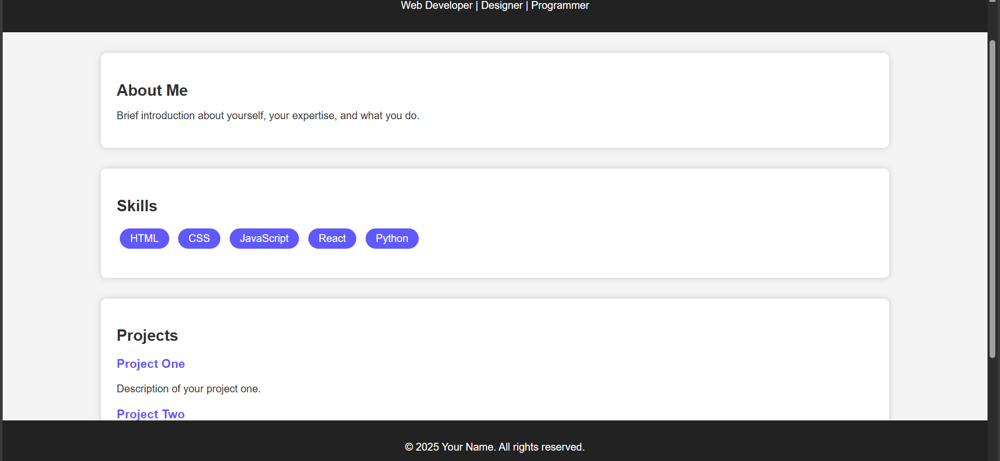 Web Developer | Designer | Programmer
About Me
Brief introduction about yourself, your expertise, and what you do.
Skills
HTML CSS JavaScript React Python
Projects
Project One
Description of your project one.
Project Two
© 2025 Your Name. All rights reserved.